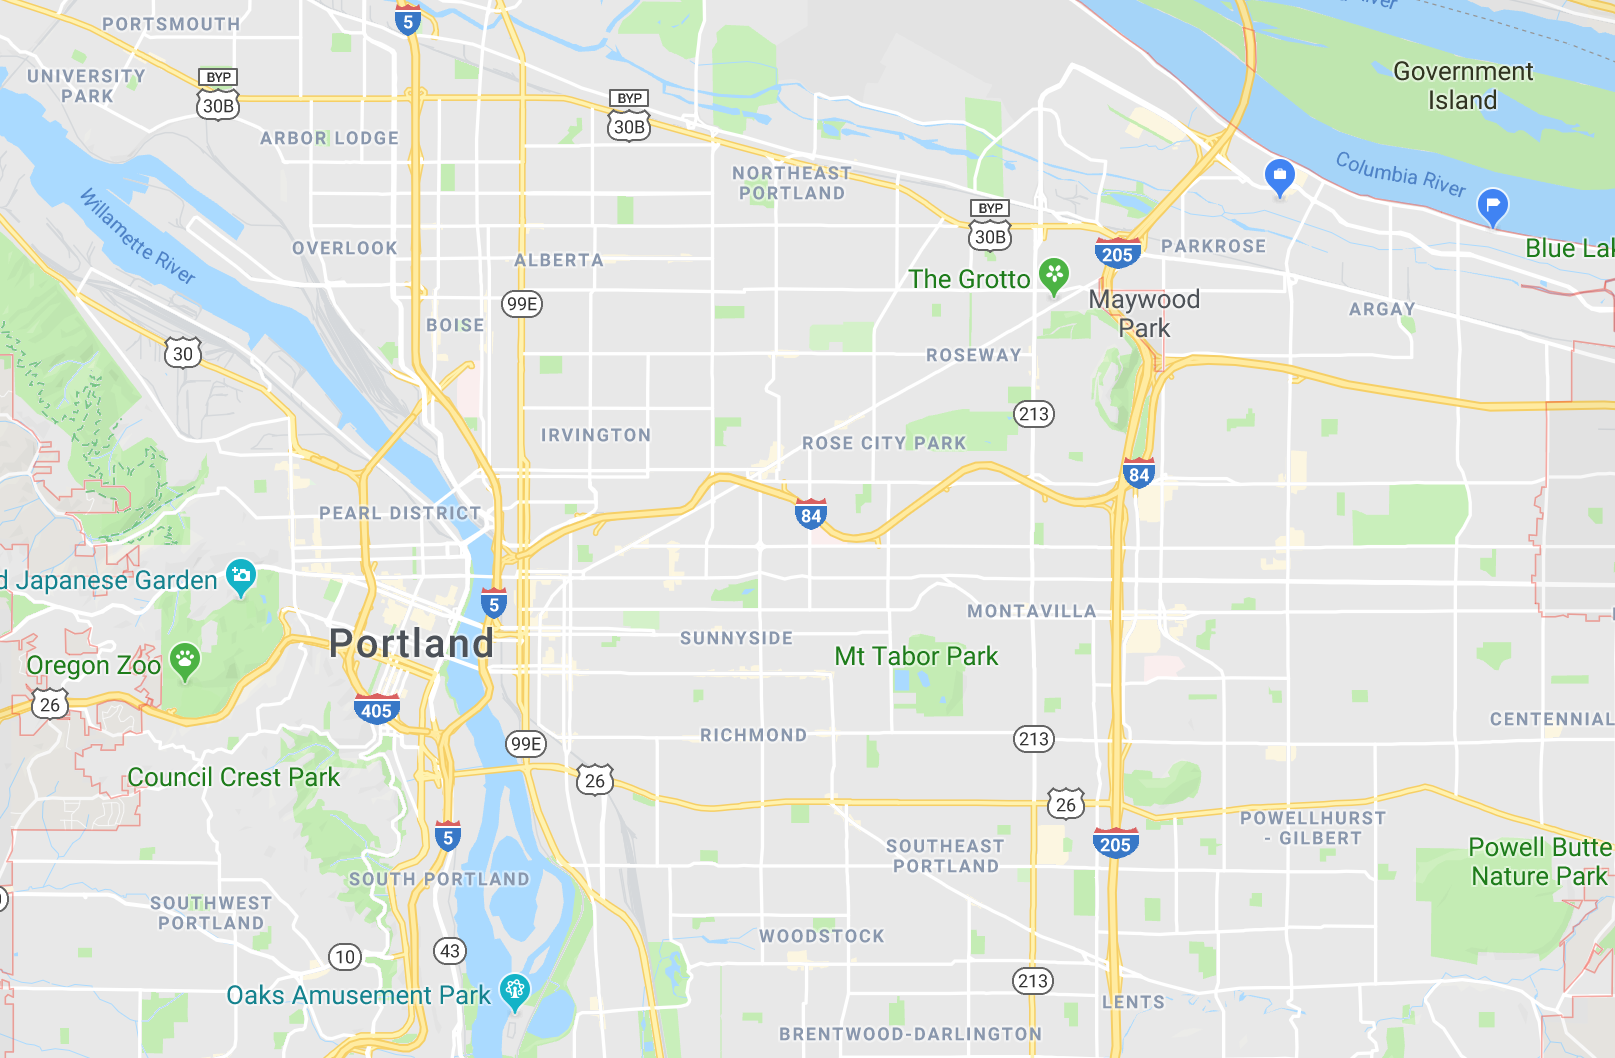 PORTSMOUTH
5
UNIVERSITY
PARK
BYP
30B
BYP
30B
ARBOR LODGE
Government
Island
Columbia River
NORTHEAST
PORTLAND
BYP
30B
Willamette River
OVERLOOK
ALBERTA
205
PARKROSE
Blue Lak
The Grotto
Maywood
Park
99E
ARGAY
BOISE
30
ROSEWAY
213
IRVINGTON
ROSE CITY PARK
84
84
PEARL DISTRICT
d Japanese Garden
5
MONTAVILLA
Portland
SUNNYSIDE
Mt Tabor Park
Oregon Zoo
26
405
CENTENNIAL
99E
RICHMOND
213
Council Crest Park
26
26
5
205
POWELLHURST
- GILBERT
SOUTHEAST
PORTLAND
Powell Butte
Nature Park
SOUTH PORTLAND
SOUTHWEST
PORTLAND
WOODSTOCK
10
43
213
Oaks Amusement Park
LENTS
BRENTWOOD-DARLINGTON